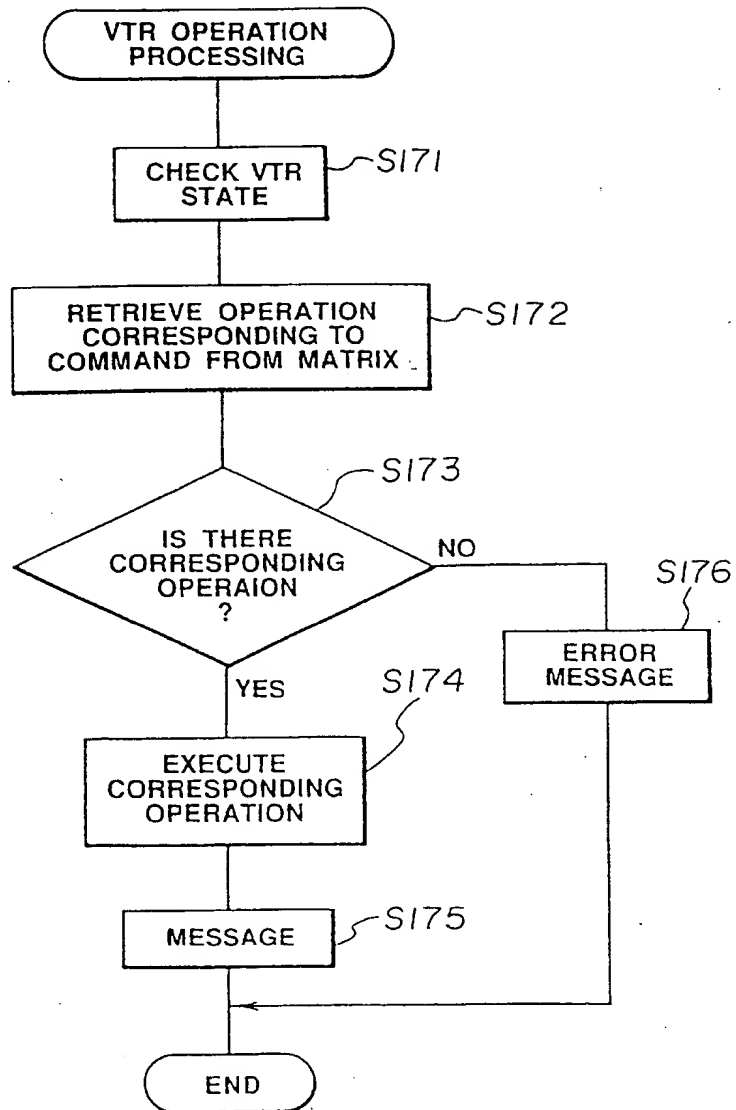 VTR OPERATION
PROCESSING
S171
CHECK VTR
STATE
S172
RETRIEVE OPERATION
CORRESPONDING TO
COMMAND FROM MATRIX
S173
IS THERE
CORRESPONDING
OPERAION
?
NO
S176
ERROR
MESSAGE
YES
S174
EXECUTE
CORRESPONDING
OPERATION
S175
MESSAGE
END